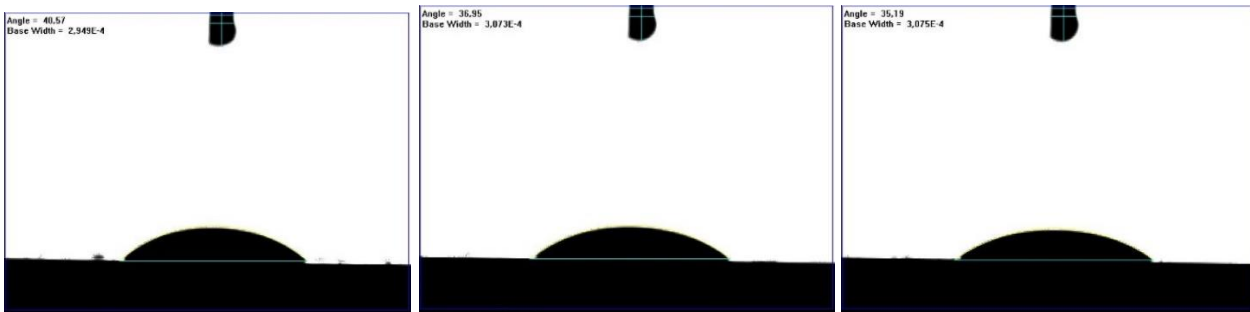 Angle = 40,57
Base Width = 2,949E-4
Angle = 36,95
Base Width = 3,073E-4
Angle = 35,19
Base Width = 3,075E-4